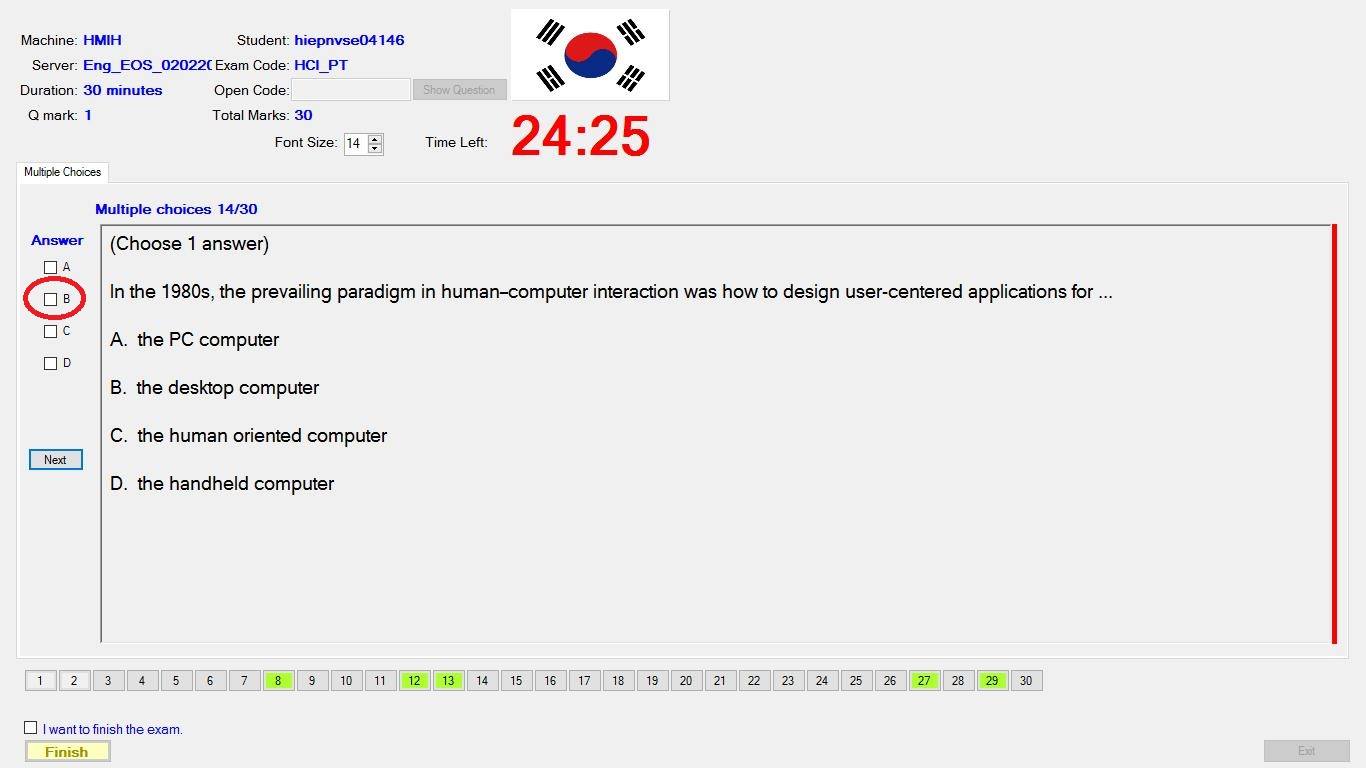 Machine: HMIH Student: hiepnvse04146
Server: Eng_EOS_020220 Exam Code: HCI_PT
Duration: 30 minutes Open Code: Show Question
Q mark: 1 Total Marks: 30
Font Size: 14 Time Left: 24:25
Multiple Choices
Multiple choices 14/30
Answer
(Choose 1 answer)
A
In the 1980s, the prevailing paradigm in human–computer interaction was how to design user-centered applications for ...
B
C
A. the PC computer
D
B. the desktop computer
C. the human oriented computer
Next
D. the handheld computer
1 2 3 4 5 6 7 8 9 10 11 12 13 14 15 16 17 18 19 20 21 22 23 24 25 26 27 28 29 30
I want to finish the exam.
Finish Exit